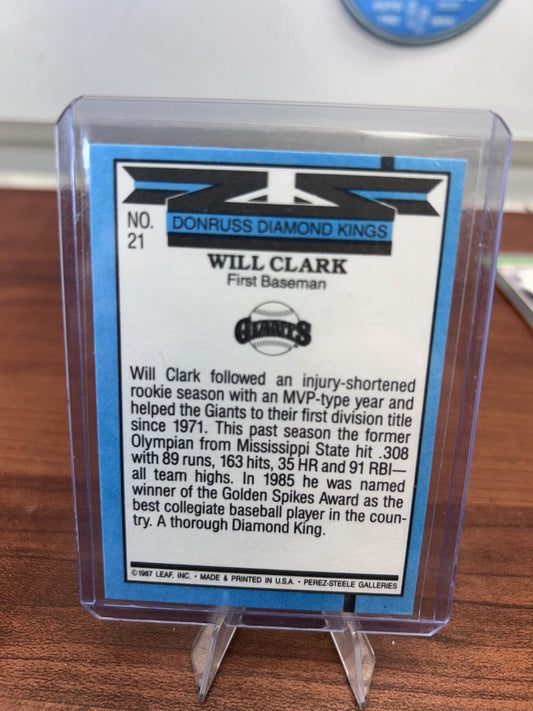 NO.
21
DONRUSS DIAMOND KINGS
WILL CLARK
First Baseman
GIANTS
Will Clark followed an injury-shortened
rookie season with an MVP-type year and
helped the Giants to their first division title
since 1971. This past season the former
Olympian from Mississippi State hit .308
with 89 runs, 163 hits, 35 HR and 91 RBI—
all team highs. In 1985 he was named
winner of the Golden Spikes Award as the
best collegiate baseball player in the coun-
try. A thorough Diamond King.
©1987 LEAF, INC. • MADE & PRINTED IN U.S.A. • PEREZ-STEELE GALLERIES